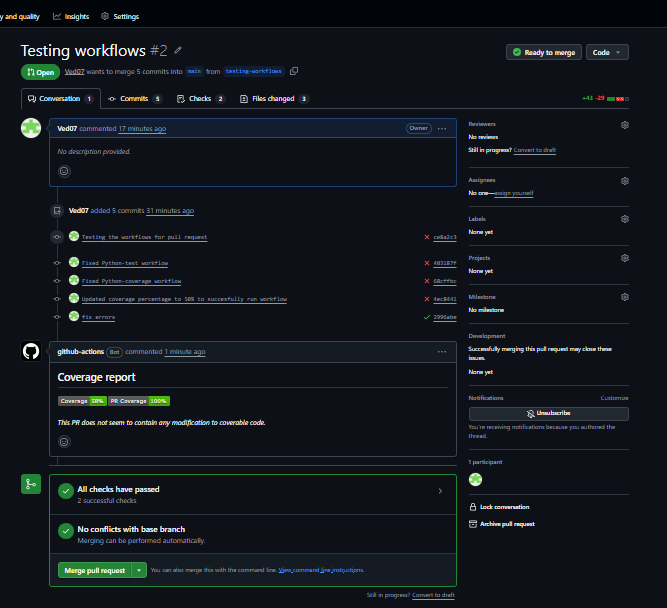 y and quality Insights Settings
Testing workflows #2
Ready to merge Code
Open Ved07 wants to merge 5 commits into main from testing-workflows
Conversation 1 Commits 5 Checks 2 Files changed 3 +43 -29
Ved07 commented 17 minutes ago Owner
No description provided.
Ved07 added 5 commits 31 minutes ago
Testing the workflows for pull request ce8a2c3
Fixed Python-test workflow 403187f
Fixed Python-coverage workflow 68cffbc
Updated coverage percentage to 50% to succesfully run workflow 4ec8441
fix errors 3996abe
github-actions Bot commented 1 minute ago
Coverage report
Coverage 58% PR Coverage 100%
This PR does not seem to contain any modification to coverable code.
All checks have passed
2 successful checks
No conflicts with base branch
Merging can be performed automatically.
Merge pull request You can also merge this with the command line. View command line instructions.
Still in progress? Convert to draft
Reviewers
No reviews
Still in progress? Convert to draft
Assignees
No one—assign yourself
Labels
None yet
Projects
None yet
Milestone
No milestone
Development
Successfully merging this pull request may close these
issues.
None yet
Notifications Customize
Unsubscribe
You're receiving notifications because you authored the
thread.
1 participant
Lock conversation
Archive pull request